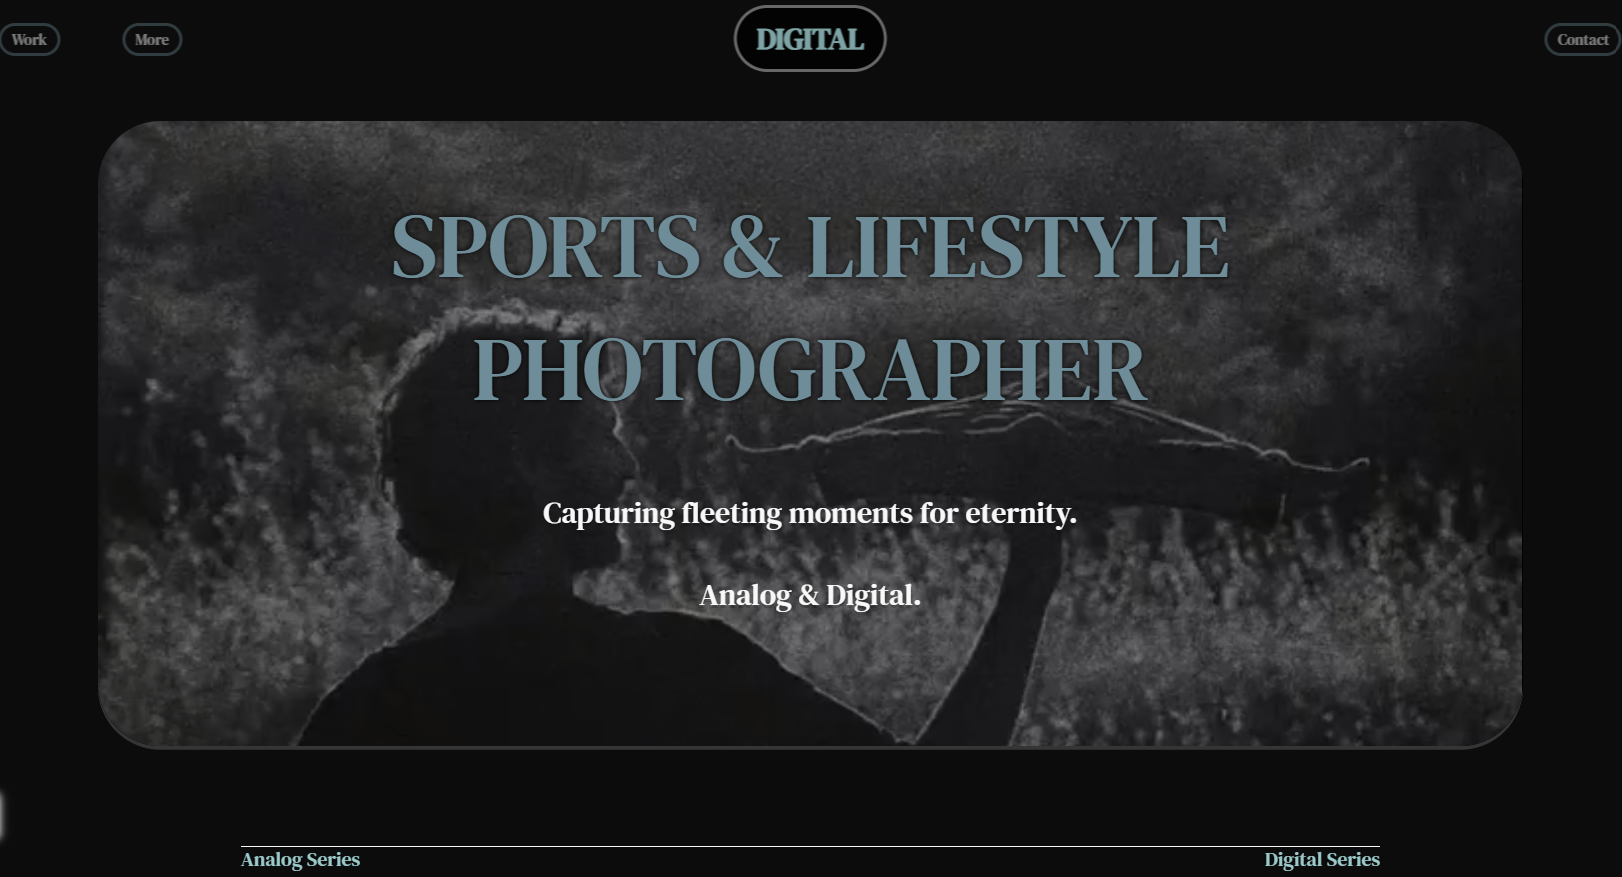 Work
More
DIGITAL
Contact
SPORTS & LIFESTYLE
PHOTOGRAPHER
Capturing fleeting moments for eternity.
Analog & Digital.
Analog Series
Digital Series